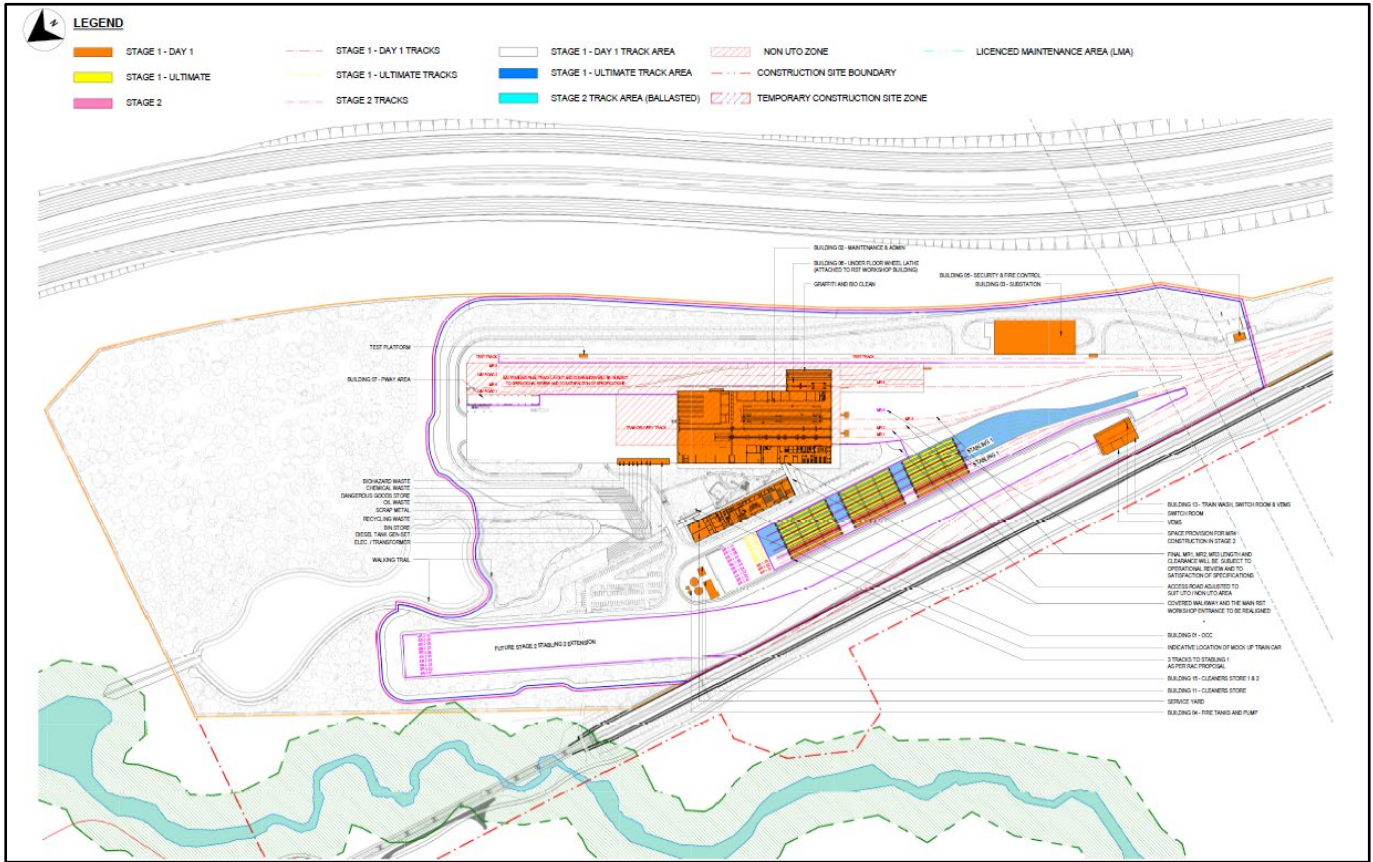 N
LEGEND
STAGE 1 - DAY 1
STAGE 1 - DAY 1 TRACKS
STAGE 1 - DAY 1 TRACK AREA
NON UTO ZONE
LICENCED MAINTENANCE AREA (LMA)
STAGE 1 - ULTIMATE
STAGE 1 - ULTIMATE TRACKS
STAGE 1 - ULTIMATE TRACK AREA
CONSTRUCTION SITE BOUNDARY
STAGE 2
STAGE 2 TRACKS
STAGE 2 TRACK AREA (BALLASTED)
TEMPORARY CONSTRUCTION SITE ZONE
BUILDING 02 - MAINTENANCE & ADMIN
BUILDING 06 - UNDER FLOOR WHEEL LATHE
(ATTACHED TO RST WORKSHOP BUILDING)
GRAFFITI AND BIO CLEAN
BUILDING 05 - SECURITY & FIRE CONTROL
BUILDING 03 - SUBSTATION
TEST PLATFORM
TEST TRACK
TEST TRACK
BUILDING 07 - PWAY AREA
STABLING 1
STABLING 1
BIOHAZARD WASTE
CHEMICAL WASTE
DANGEROUS GOODS STORE
OIL WASTE
SCRAP METAL
RECYCLING WASTE
BIN STORE
DIESEL TANK GEN-SET
ELEC. / TRANSFORMER
WALKING TRAIL
FUTURE STAGE 2 STABLING 2 EXTENSION
BUILDING 13 - TRAIN WASH, SWITCH ROOM & VEMS
SWITCH ROOM
VEMS
SPACE PROVISION FOR MR4
CONSTRUCTION IN STAGE 2
FINAL MR1, MR2, MR3 LENGTH AND
CLEARANCE WILL BE SUBJECT TO
OPERATIONAL REVIEW AND TO
SATISFACTION OF SPECIFICATIONS
ACCESS ROAD ADJUSTED TO
SUIT UTO / NON UTO AREA
COVERED WALKWAY AND THE MAIN RST
WORKSHOP ENTRANCE TO BE REALIGNED
BUILDING 01 - OCC
INDICATIVE LOCATION OF MOCK UP TRAIN CAR
3 TRACKS TO STABLING 1
AS PER RAC PROPOSAL
BUILDING 15 - CLEANERS STORE 1 & 2
BUILDING 11 - CLEANERS STORE
SERVICE YARD
BUILDING 04 - FIRE TANKS AND PUMP